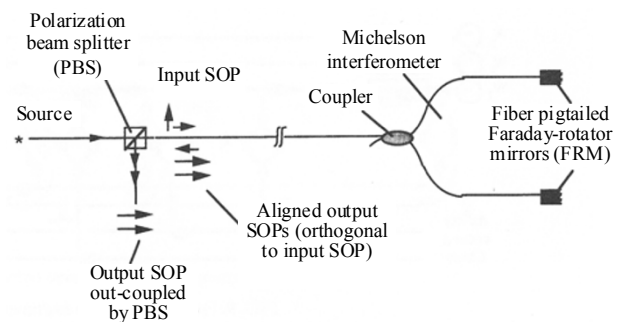 Polarization
beam splitter
(PBS)
Input SOP
Michelson
interferometer
Source
*
Coupler
Fiber pigtailed
Faraday-rotator
mirrors (FRM)
Aligned output
SOPs (orthogonal
to input SOP)
Output SOP
out-coupled
by PBS